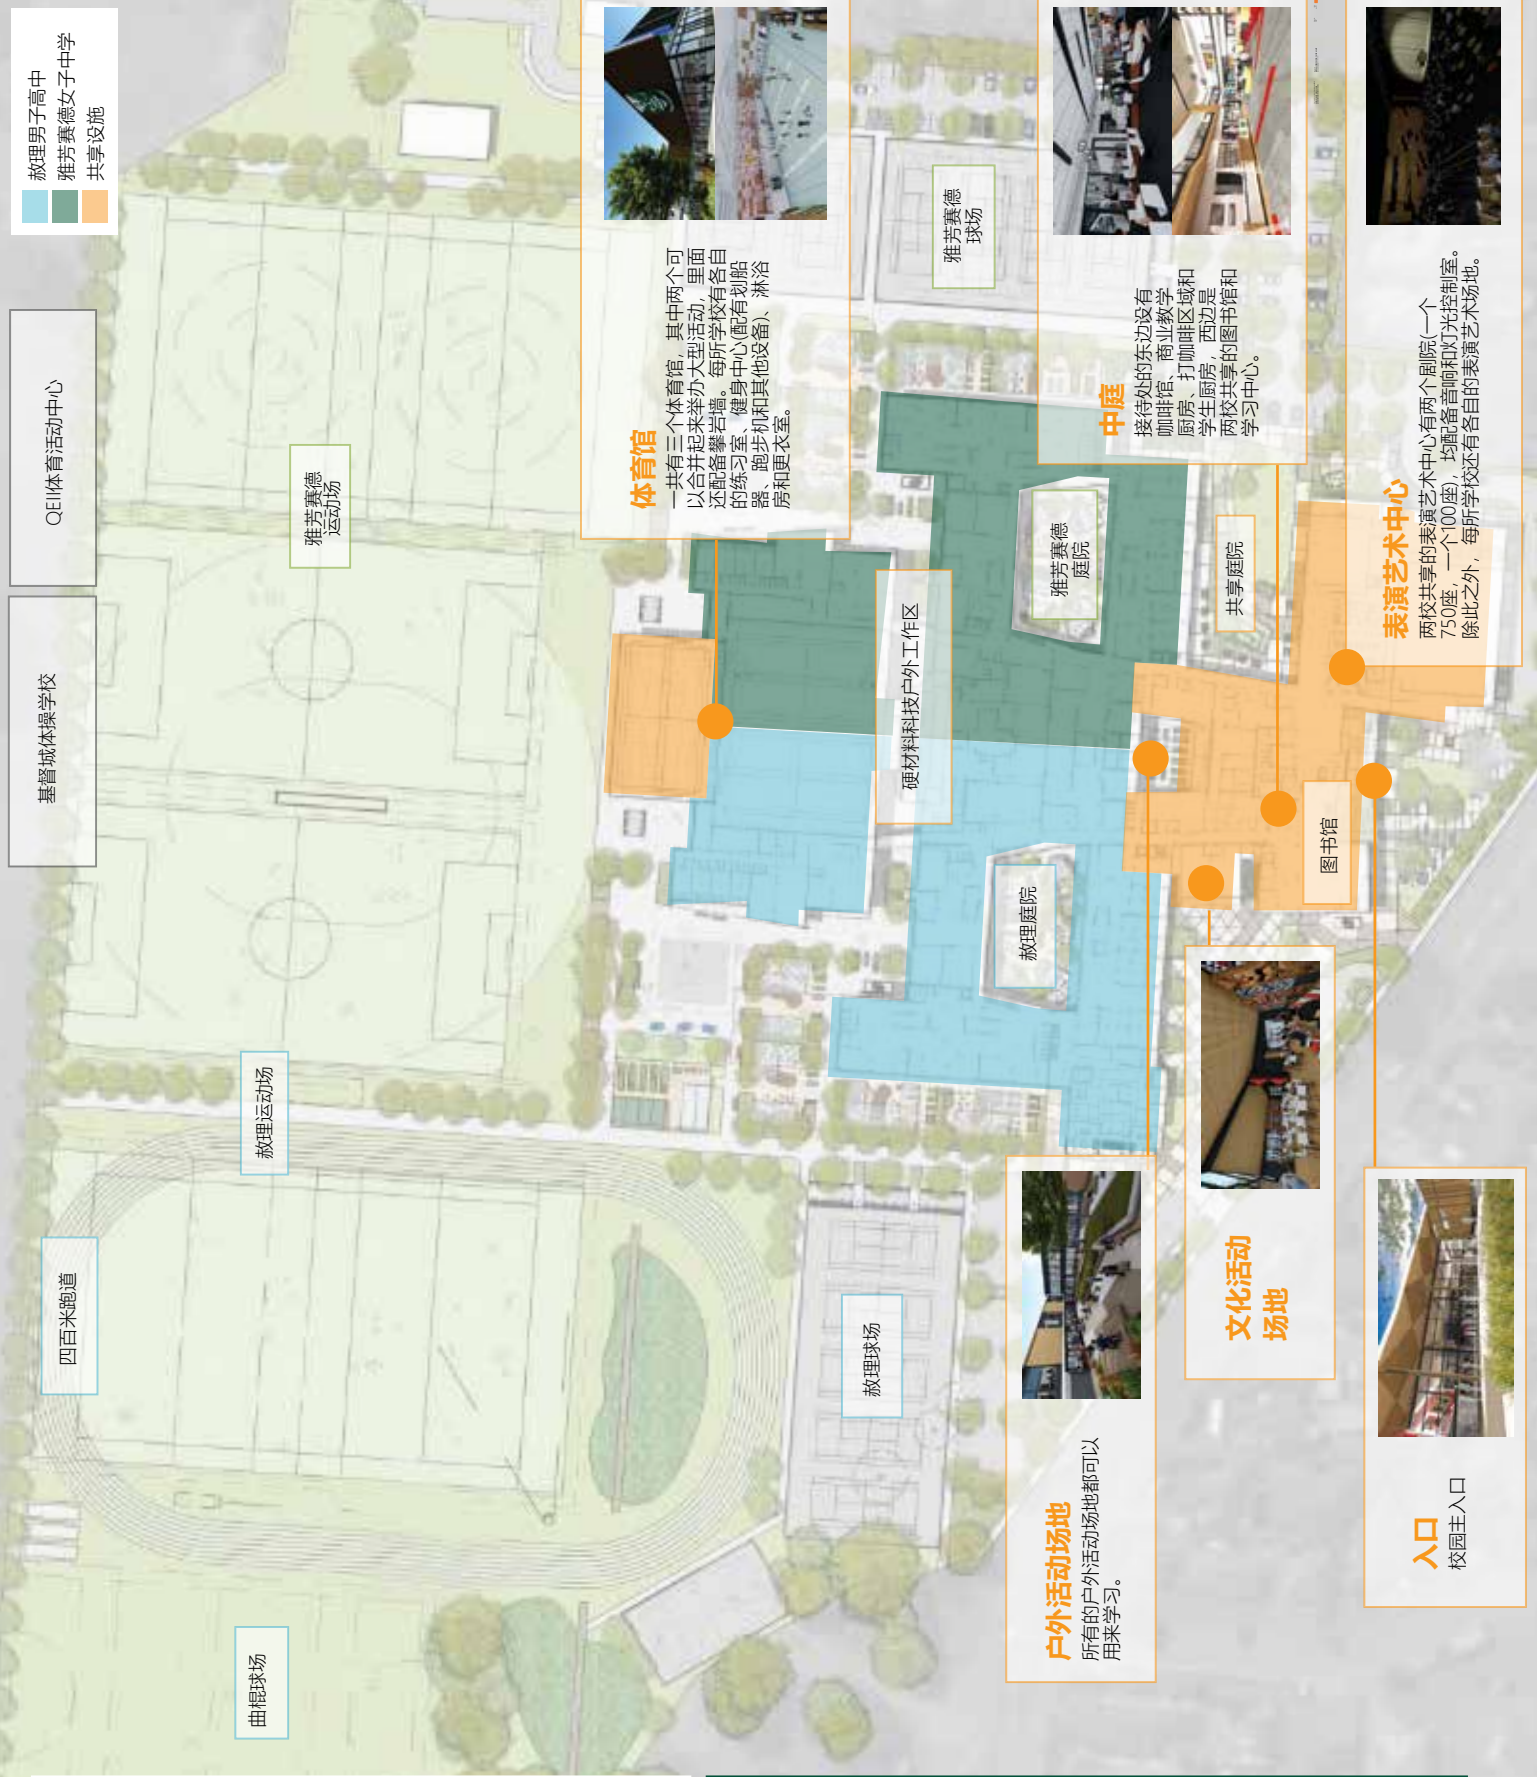 赦理男子高中
雅芳赛德女子中学
共享设施
QEII体育活动中心
基督城体操学校
四百米跑道
曲棍球场
赦理运动场
雅芳赛德
运动场
体育馆
一共有三个体育馆，其中两个可
以合并起来举办大型活动，里面
还配备攀岩墙。每所学校有各自
的练习室、健身中心(配有划船
器、跑步机和其他设备)、淋浴
房和更衣室。
雅芳赛德
球场
硬材料科技户外工作区
赦理球场
雅芳赛德
庭院
赦理庭院
中庭
接待处的东边设有
咖啡馆、商业教学
厨房、打咖啡区域和
学生厨房，西边是
两校共享的图书馆和
学习中心。
共享庭院
图书馆
表演艺术中心
两校共享的表演艺术中心有两个剧院(一个
750座，一个100座)，均配备音响和灯光控制室。
除此之外，每所学校还有各自的表演艺术场地。
户外活动场地
所有的户外活动场地都可以
用来学习。
文化活动
场地
入口
校园主入口